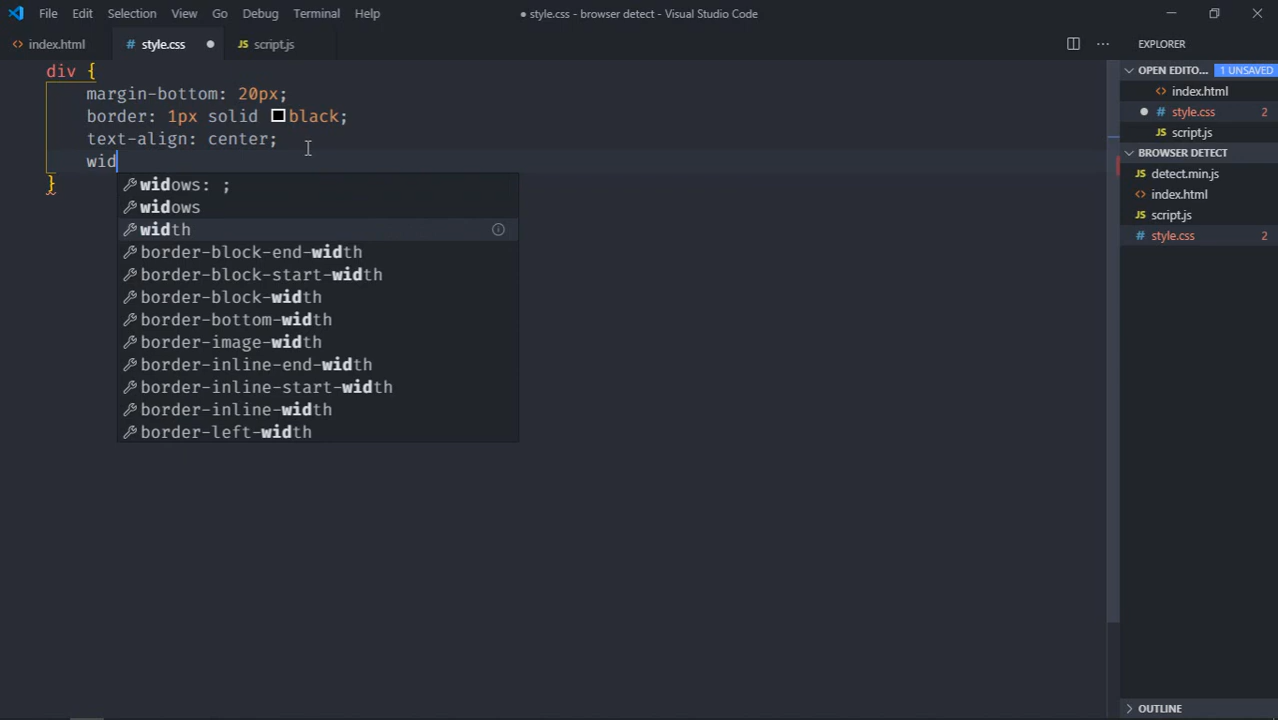 File Edit Selection View Go Debug Terminal Help
● style.css - browser detect - Visual Studio Code
<> index.html
# style.css ●
JS script.js
div {
margin-bottom: 20px;
border: 1px solid black;
text-align: center;
wid
}
widows: ;
widows
width
border-block-end-width
border-block-start-width
border-block-width
border-bottom-width
border-image-width
border-inline-end-width
border-inline-start-width
border-inline-width
border-left-width
EXPLORER
OPEN EDITO... 1 UNSAVED
<> index.html
● # style.css 2
JS script.js
BROWSER DETECT
JS detect.min.js
<> index.html
JS script.js
# style.css 2
OUTLINE